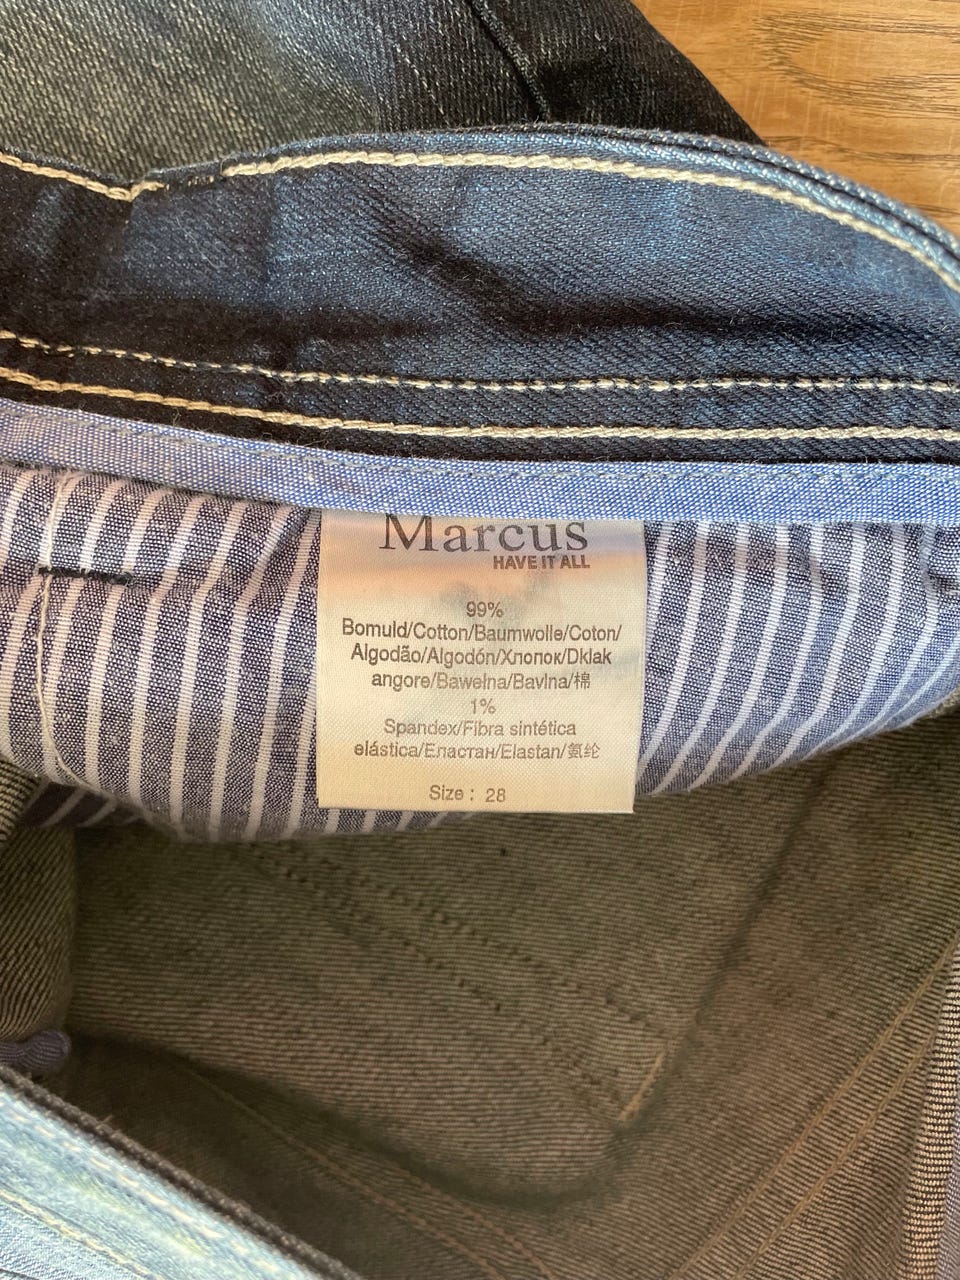 Marcus
HAVE IT ALL
99%
Bomuld/Cotton/Baumwolle/Coton/
Algodão/Algodón/Хлопок/Dklak
angore/Bawełna/Bavlna/棉
1%
Spandex/Fibra sintética
elástica/Еластан/Elastan/氨纶
Size : 28